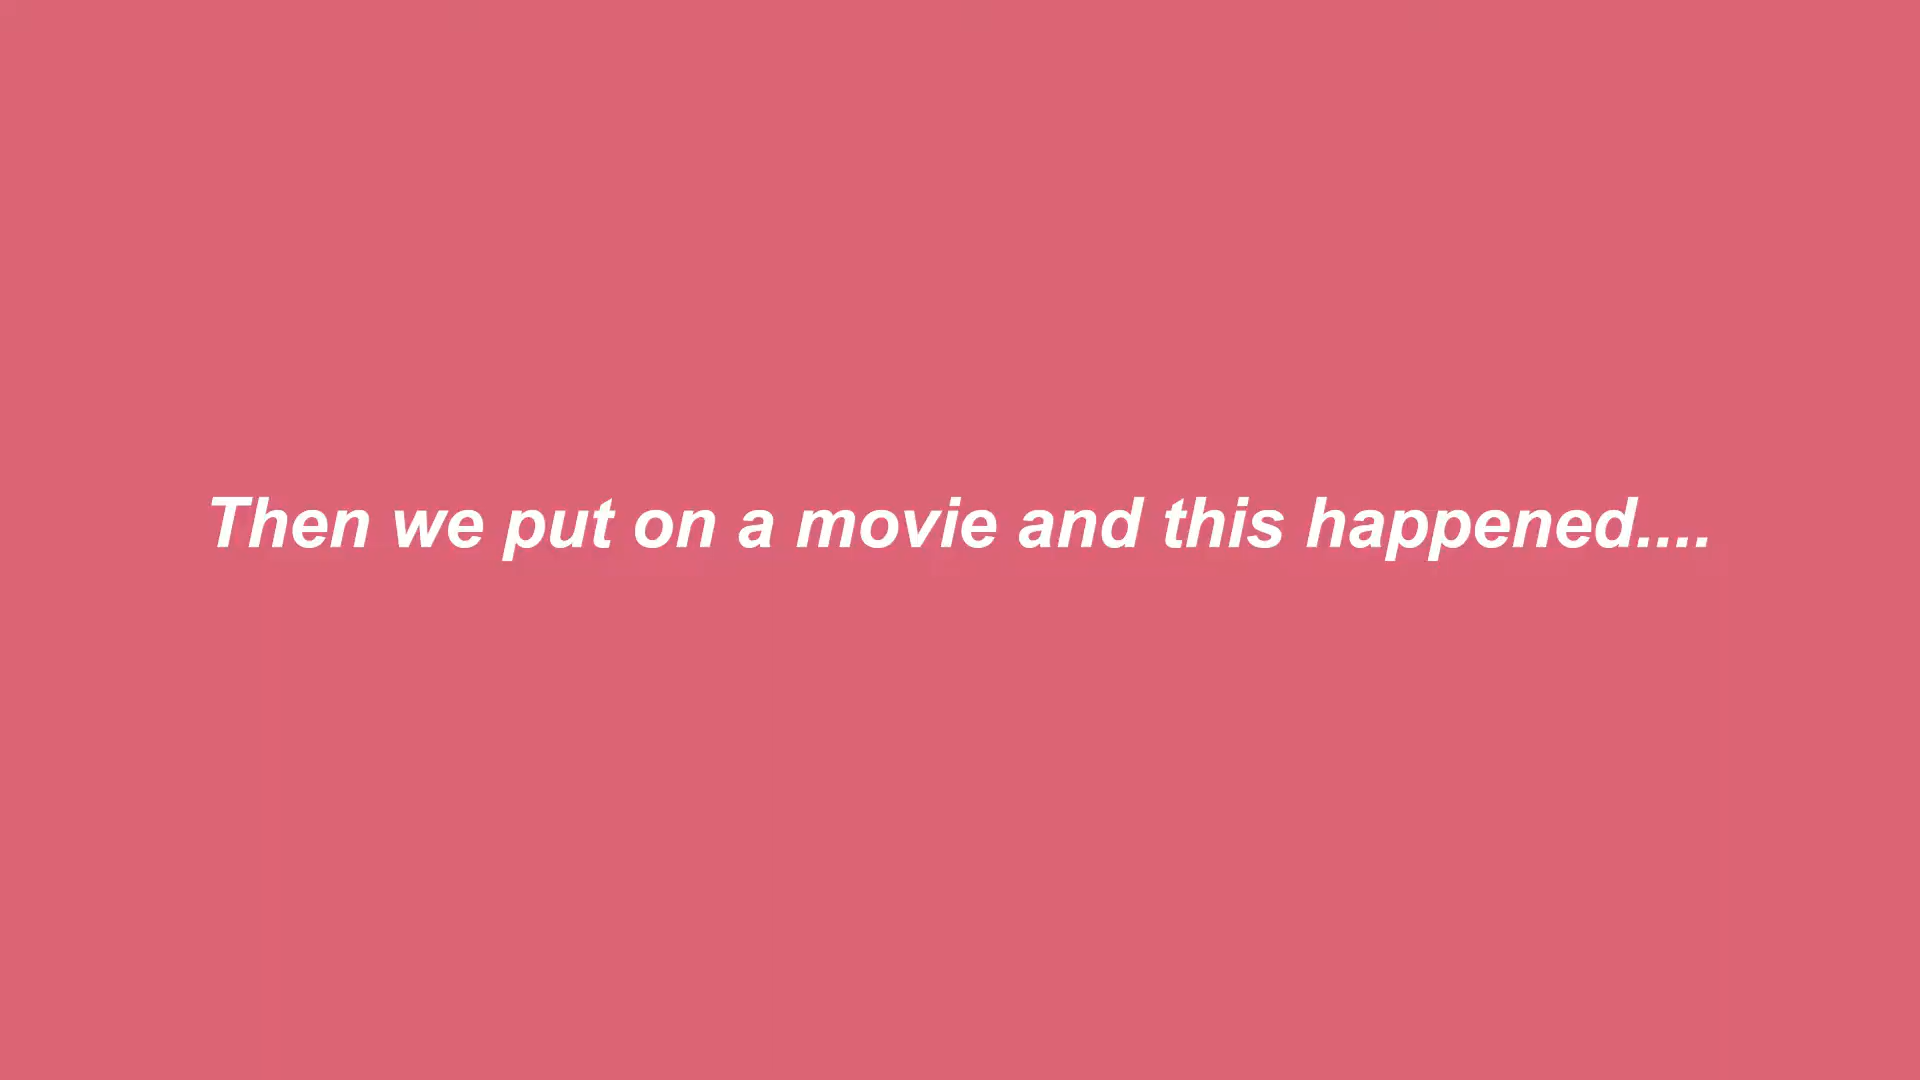 Then we put on a movie and this happened....